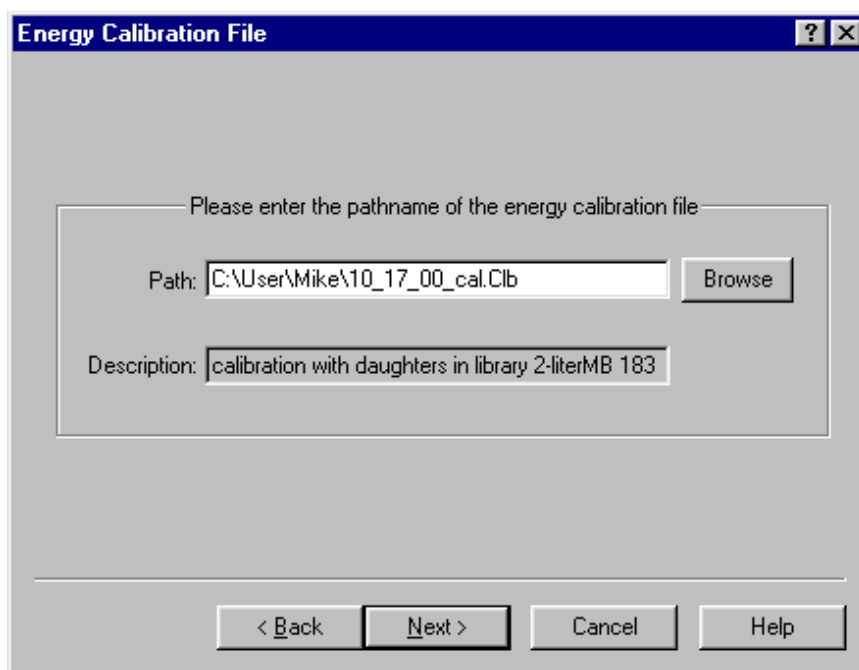 Energy Calibration File
Please enter the pathname of the energy calibration file
Path: C:\User\Mike\10_17_00_cal.Clb Browse
Description: calibration with daughters in library 2-literMB 183
< Back Next > Cancel Help